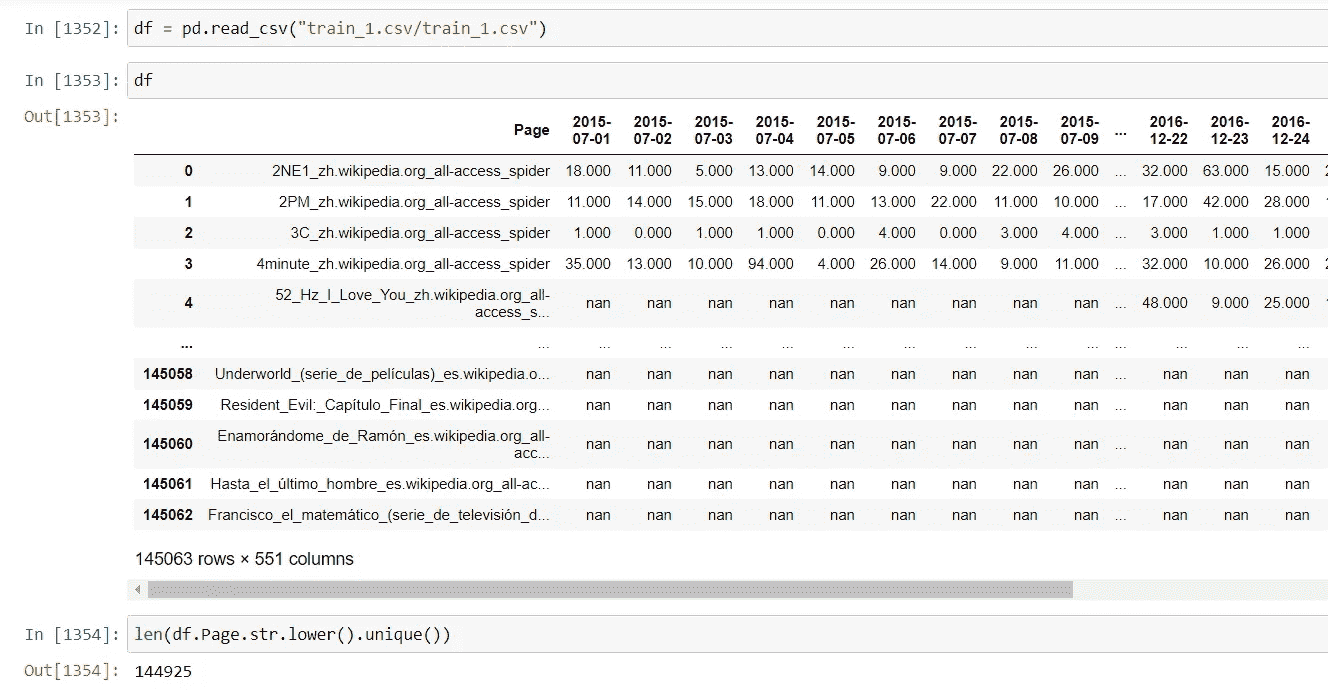 In [1352]: df = pd.read_csv("train_1.csv/train_1.csv")
In [1353]: df
Out[1353]:
Page 2015-07-01 2015-07-02 2015-07-03 2015-07-04 2015-07-05 2015-07-06 2015-07-07 2015-07-08 2015-07-09 ... 2016-12-22 2016-12-23 2016-12-24
0 2NE1_zh.wikipedia.org_all-access_spider 18.000 11.000 5.000 13.000 14.000 9.000 9.000 22.000 26.000 ... 32.000 63.000 15.000
1 2PM_zh.wikipedia.org_all-access_spider 11.000 14.000 15.000 18.000 11.000 13.000 22.000 11.000 10.000 ... 17.000 42.000 28.000
2 3C_zh.wikipedia.org_all-access_spider 1.000 0.000 1.000 1.000 0.000 4.000 0.000 3.000 4.000 ... 3.000 1.000 1.000
3 4minute_zh.wikipedia.org_all-access_spider 35.000 13.000 10.000 94.000 4.000 26.000 14.000 9.000 11.000 ... 32.000 10.000 26.000
4 52_Hz_I_Love_You_zh.wikipedia.org_all-access_s... nan nan nan nan nan nan nan nan nan ... 48.000 9.000 25.000
... ... ... ... ... ... ... ... ... ... ... ... ... ... ...
145058 Underworld_(serie_de_películas)_es.wikipedia.o... nan nan nan nan nan nan nan nan nan ... nan nan nan
145059 Resident_Evil:_Capítulo_Final_es.wikipedia.org... nan nan nan nan nan nan nan nan nan ... nan nan nan
145060 Enamorándome_de_Ramón_es.wikipedia.org_all-acc... nan nan nan nan nan nan nan nan nan ... nan nan nan
145061 Hasta_el_último_hombre_es.wikipedia.org_all-ac... nan nan nan nan nan nan nan nan nan ... nan nan nan
145062 Francisco_el_matemático_(serie_de_televisión_d... nan nan nan nan nan nan nan nan nan ... nan nan nan
145063 rows × 551 columns
In [1354]: len(df.Page.str.lower().unique())
Out[1354]: 144925